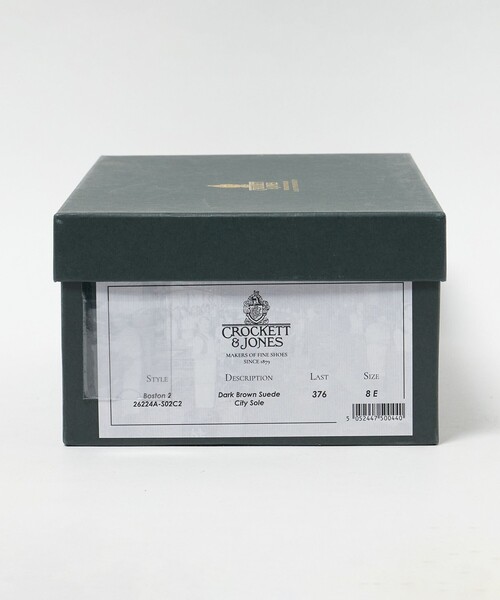 CROCKETT
& JONES
MAKERS OF FINE SHOES
SINCE 1879
STYLE DESCRIPTION LAST SIZE
Boston 2 Dark Brown Suede 376 8 E
26224A-S02C2 City Sole
5 052447 500440